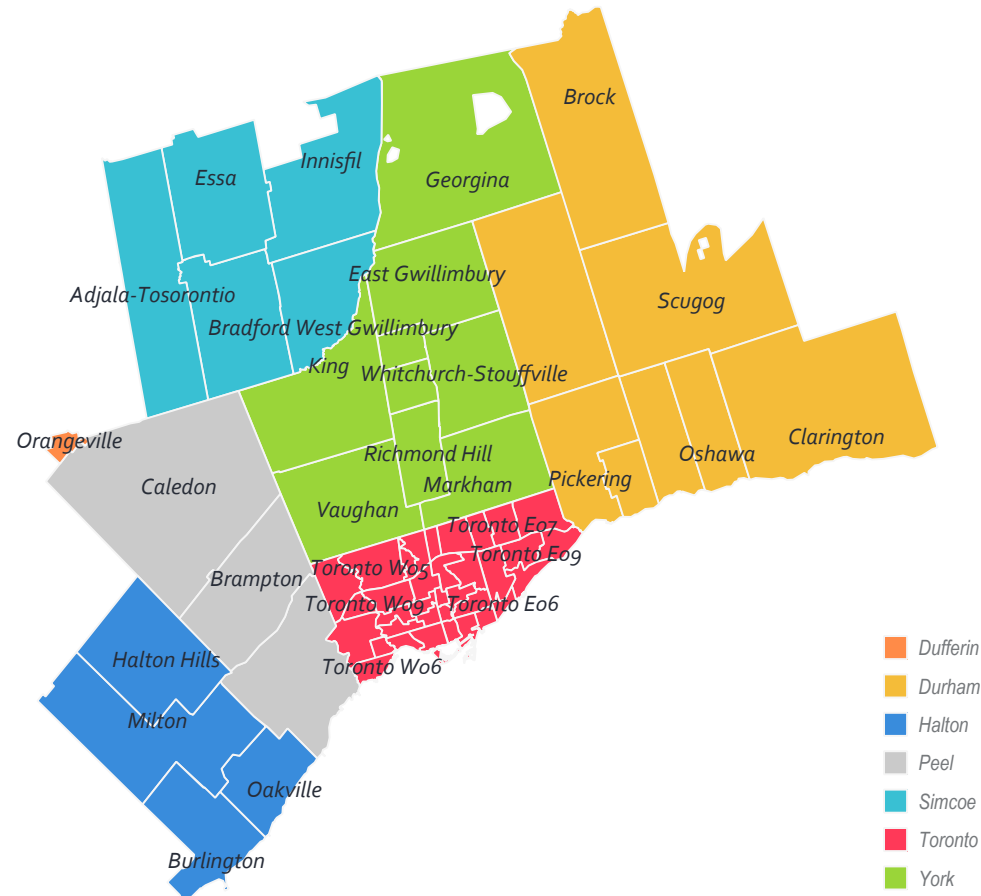 Brock
Innisfil
Essa
Georgina
East Gwillimbury
Adjala-Tosorontio
Scugog
Bradford West Gwillimbury
King
Whitchurch-Stouffville
Orangeville
Clarington
Richmond Hill
Oshawa
Caledon
Pickering
Markham
Vaughan
Toronto E07
Toronto E09
Toronto W05
Brampton
Toronto W09
Toronto E06
Halton Hills
Toronto W06
Milton
Oakville
Burlington
Dufferin
Durham
Halton
Peel
Simcoe
Toronto
York